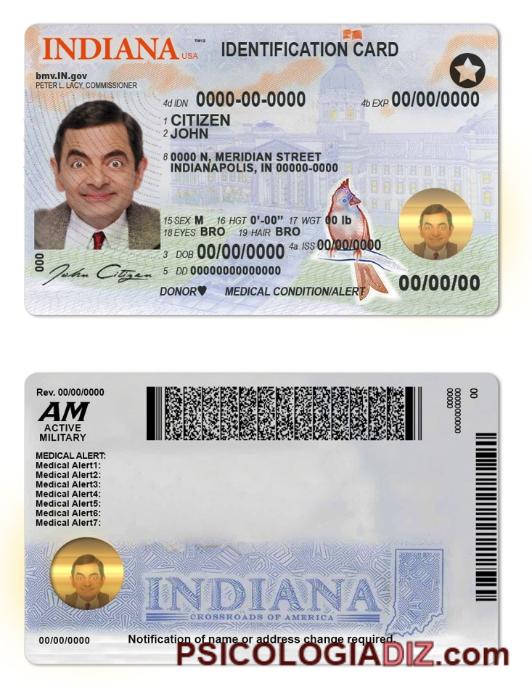 INDIANA USA
IDENTIFICATION CARD
bmv.IN.gov
PETER L. LACY, COMMISSIONER
4d IDN 0000-00-0000
4b EXP 00/00/0000
1 CITIZEN
2 JOHN
8 0000 N, MERIDIAN STREET
INDIANAPOLIS, IN 00000-0000
15 SEX M 16 HGT 0'-00" 17 WGT 00 lb
18 EYES BRO 19 HAIR BRO
4a ISS 00/00/0000
3 DOB 00/00/0000
5 DD 00000000000000
000
John Citizen
DONOR♥ MEDICAL CONDITION/ALERT
00/00/00
Rev. 00/00/0000
AM
ACTIVE
MILITARY
MEDICAL ALERT:
Medical Alert1:
Medical Alert2:
Medical Alert3:
Medical Alert4:
Medical Alert5:
Medical Alert6:
Medical Alert7:
00
INDIANA
CROSSROADS OF AMERICA
00/00/0000
Notification of name or address change required.
PSICOLOGIADIZ.com